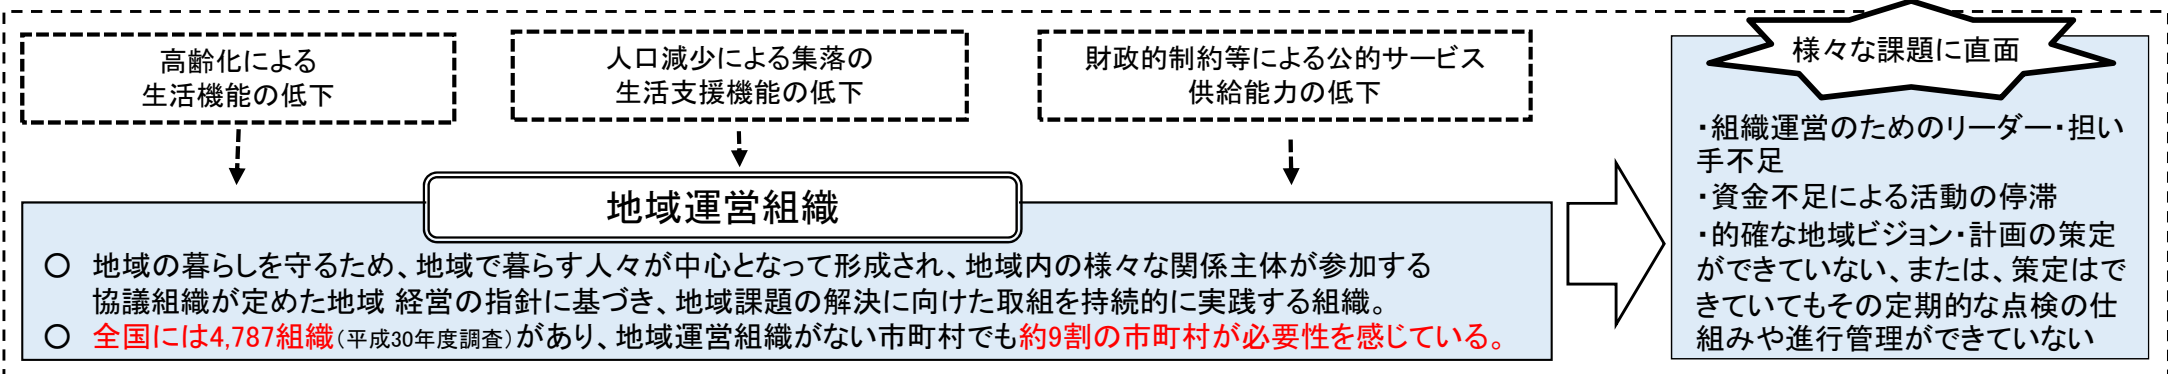 高齢化による
生活機能の低下
人口減少による集落の
生活支援機能の低下
財政的制約等による公的サービス
供給能力の低下
地域運営組織
○ 地域の暮らしを守るため、地域で暮らす人々が中心となって形成され、地域内の様々な関係主体が参加する
協議組織が定めた地域 経営の指針に基づき、地域課題の解決に向けた取組を持続的に実践する組織。
○ 全国には4,787組織(平成30年度調査)があり、地域運営組織がない市町村でも約9割の市町村が必要性を感じている。
様々な課題に直面
・組織運営のためのリーダー・担い
手不足
・資金不足による活動の停滞
・的確な地域ビジョン・計画の策定
ができていない、または、策定はで
きていてもその定期的な点検の仕
組みや進行管理ができていない